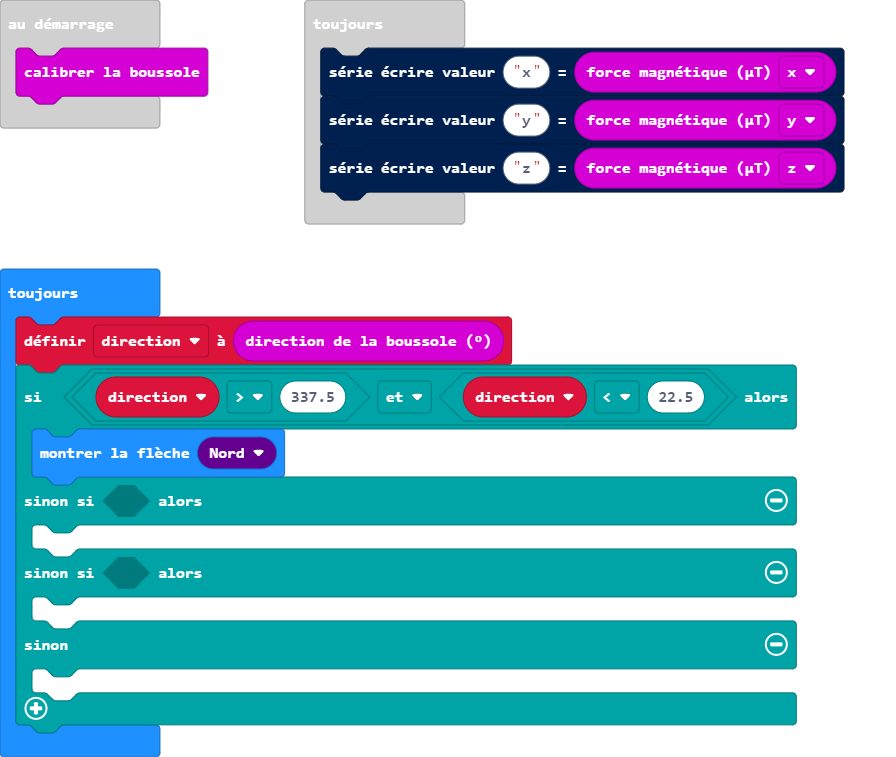 au démarrage
calibrer la boussole
toujours
série écrire valeur "x" = force magnétique (µT) x
série écrire valeur "y" = force magnétique (µT) y
série écrire valeur "z" = force magnétique (µT) z
toujours
définir direction à direction de la boussole (º)
si direction > 337.5 et direction < 22.5 alors
montrer la flèche Nord
sinon si alors
sinon si alors
sinon